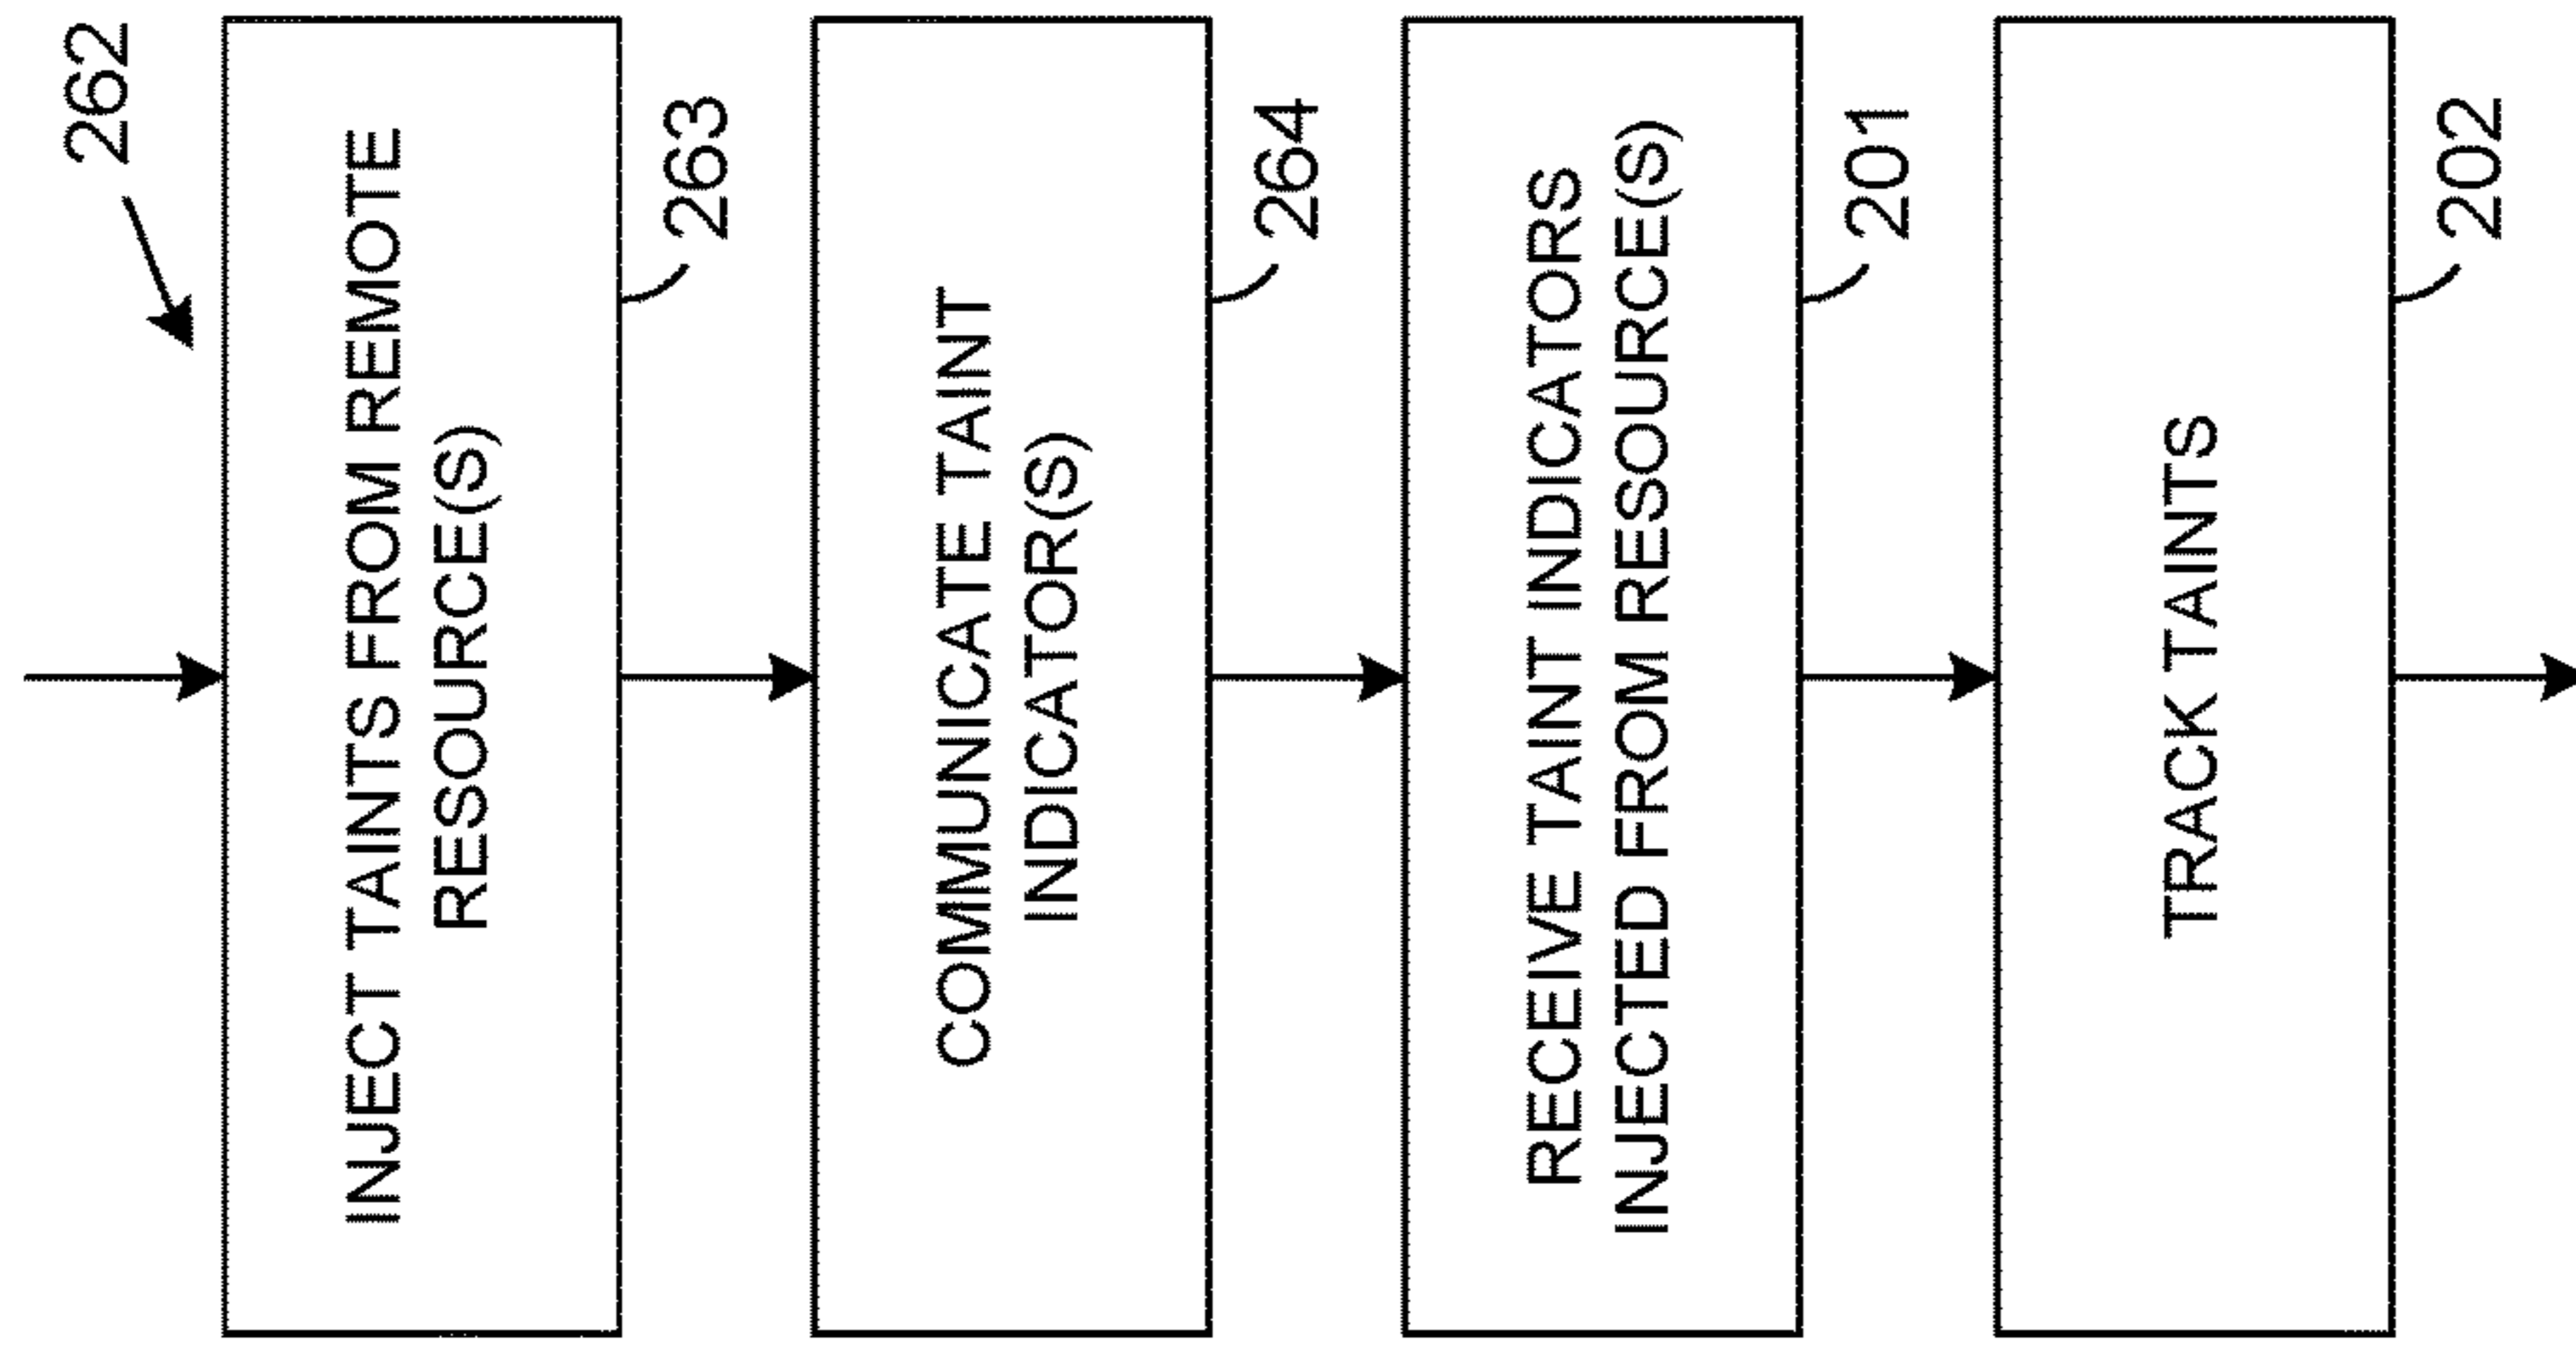 262
INJECT TAINTS FROM REMOTE
RESOURCE(S)
263
COMMUNICATE TAINT
INDICATOR(S)
264
RECEIVE TAINT INDICATORS
INJECTED FROM RESOURCE(S)
201
TRACK TAINTS
202